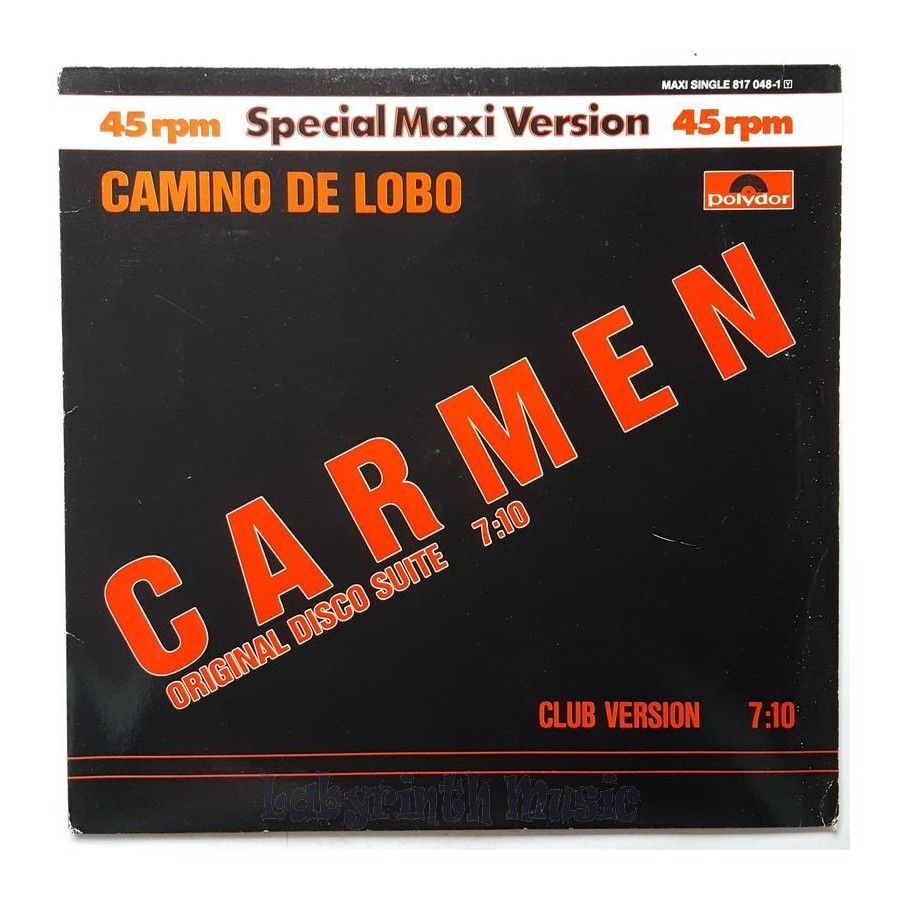 MAXI SINGLE 817 048-1 Y
45 rpm Special Maxi Version 45 rpm
CAMINO DE LOBO
polydor
CARMEN
ORIGINAL DISCO SUITE 7:10
CLUB VERSION 7:10
Labyrinth Music